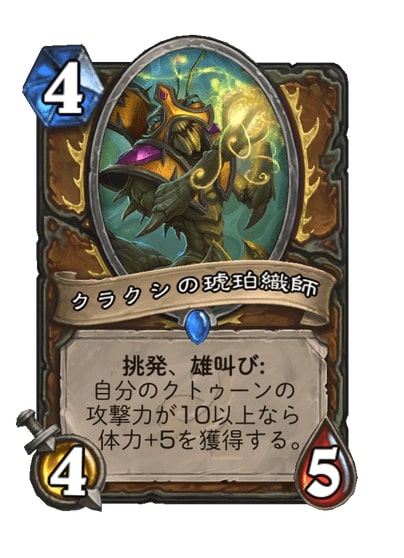 4
クラクシの琥珀織師
挑発、雄叫び:
自分のクトゥーンの
攻撃力が10以上なら
体力+5を獲得する。
4
5